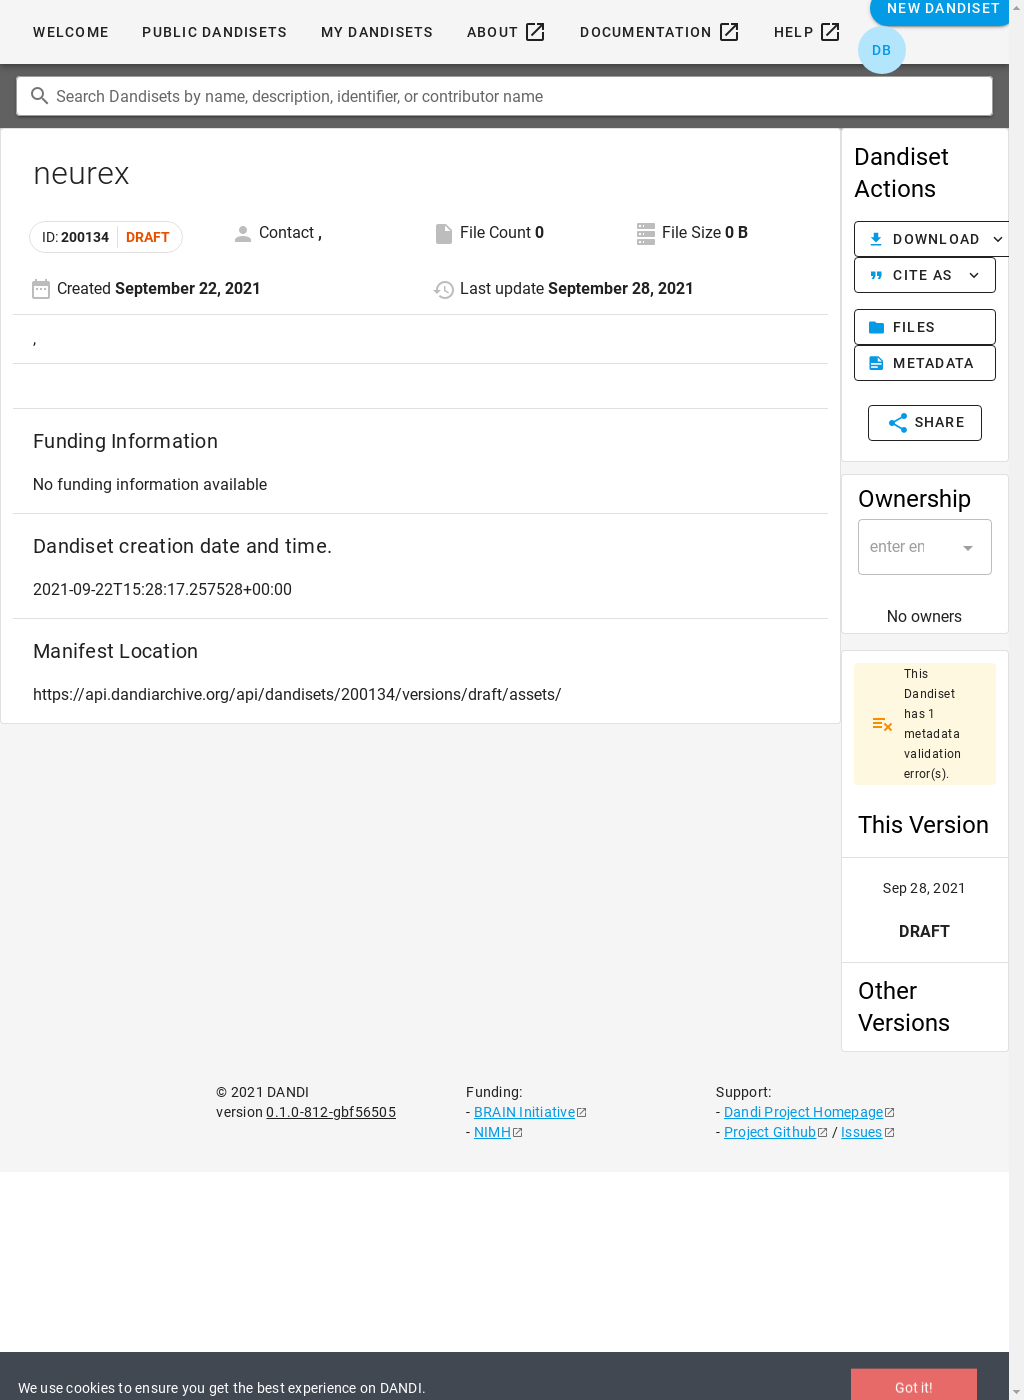 WELCOME
PUBLIC DANDISETS
MY DANDISETS
ABOUT
DOCUMENTATION
HELP
NEW DANDISET
DB
Search Dandisets by name, description, identifier, or contributor name
neurex
ID: 200134 DRAFT
Contact ,
File Count 0
File Size 0 B
Created September 22, 2021
Last update September 28, 2021
,
Funding Information
No funding information available
Dandiset creation date and time.
2021-09-22T15:28:17.257528+00:00
Manifest Location
https://api.dandiarchive.org/api/dandisets/200134/versions/draft/assets/
Dandiset
Actions
DOWNLOAD
CITE AS
FILES
METADATA
SHARE
Ownership
enter en
No owners
This
Dandiset
has 1
metadata
validation
error(s).
This Version
Sep 28, 2021
DRAFT
Other
Versions
© 2021 DANDI
version 0.1.0-812-gbf56505
Funding:
- BRAIN Initiative
- NIMH
Support:
- Dandi Project Homepage
- Project Github / Issues
We use cookies to ensure you get the best experience on DANDI.
Got it!